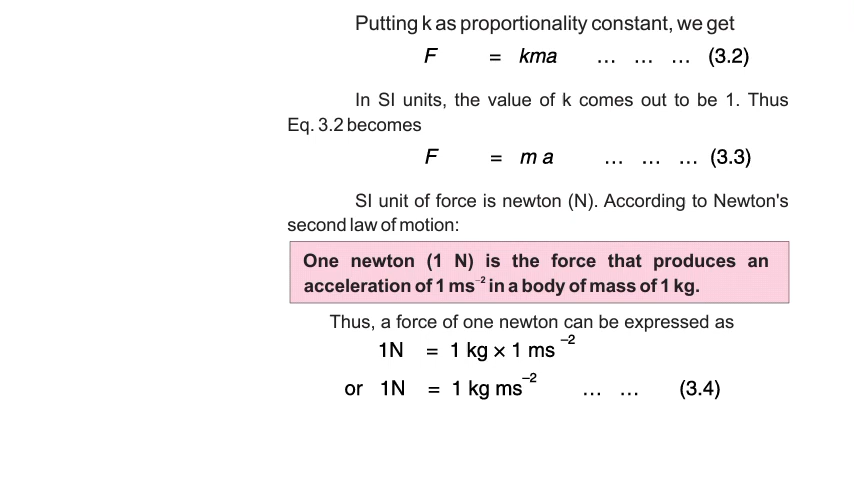 Putting k as proportionality constant, we get
F = kma ... ... ... (3.2)
In SI units, the value of k comes out to be 1. Thus
Eq. 3.2 becomes
F = m a ... ... ... (3.3)
SI unit of force is newton (N). According to Newton's
second law of motion:
One newton (1 N) is the force that produces an
acceleration of 1 ms⁻² in a body of mass of 1 kg.
Thus, a force of one newton can be expressed as
1N = 1 kg × 1 ms⁻²
or 1N = 1 kg ms⁻² ... ... (3.4)